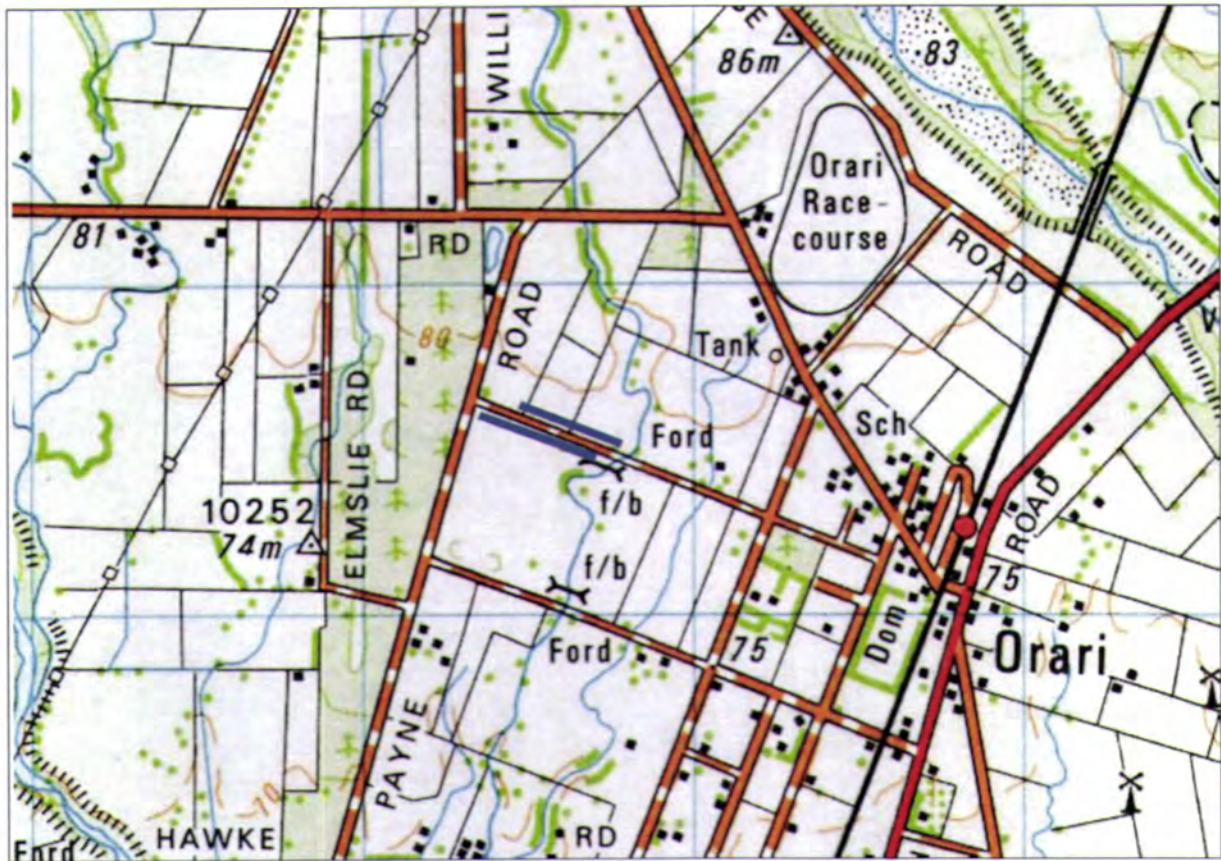 WILLI
86m
83
81
RD
Orari
Race-
course
ROAD
ROAD
80
Tank
Sch
Ford
ELMSLIE RD
10252
74m
f/b
f/b
ROAD
75
Ford
75
Dom
Orari
PAYNE
70
HAWKE
RD
Ford